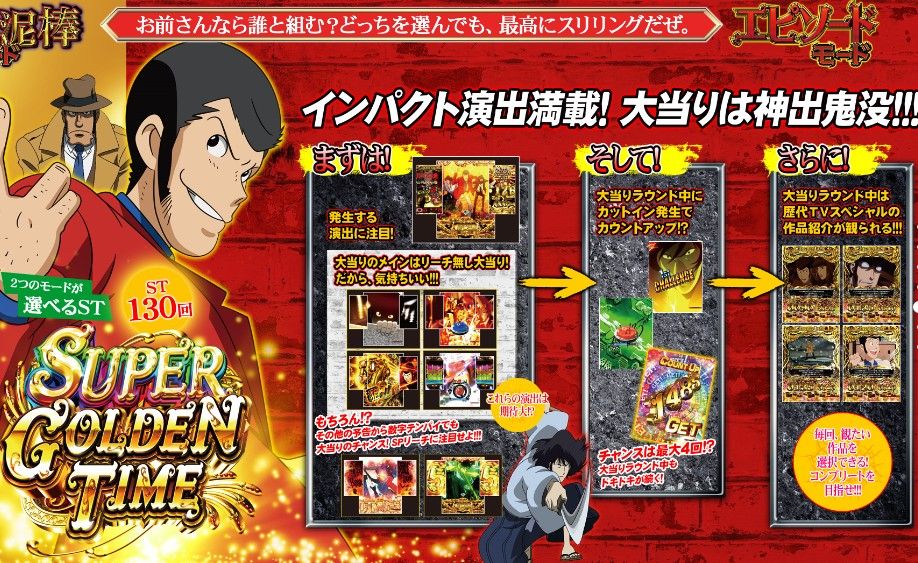 泥棒
ド
お前さんなら誰と組む?どっちを選んでも、最高にスリリングだぜ。
エピソード
モード
インパクト演出満載!大当りは神出鬼没!!!
まずは!
発生する
演出に注目!
大当りのメインはリーチ無し大当り!
だから、気持ちいい!!!
これらの演出は
期待大!?
もちろん!?
その他の予告から数字テンパイでも
大当りのチャンス!SPリーチに注目せよ!!!
そして!
大当りラウンド中に
カットイン発生で
カウントアップ!?
CHALLENGE
COUNT UP
GET
チャンスは最大4回!?
大当りラウンド中も
ドキドキが続く!
さらに!
大当りラウンド中は
歴代TVスペシャルの
作品紹介が観られる!!!
毎回、観たい
作品を
選択できる!
コンプリートを
目指せ!!!
2つのモードが
選べるST
ST
130回
SUPER
GOLDEN
TIME